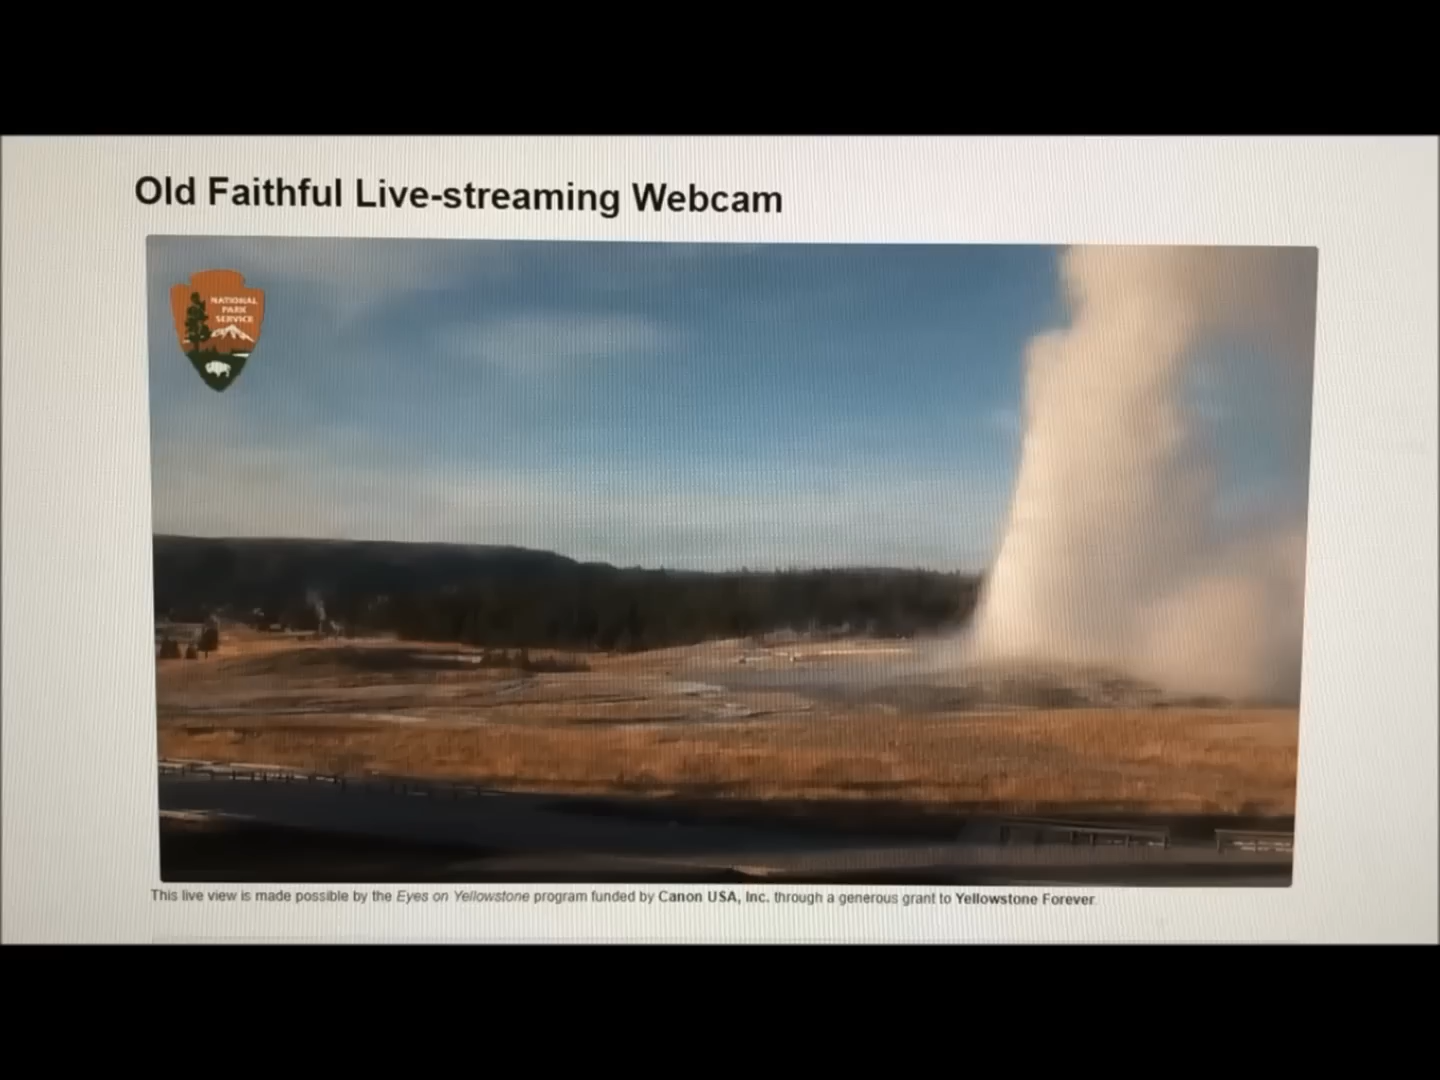 Old Faithful Live-streaming Webcam
NATIONAL
PARK
SERVICE
This live view is made possible by the Eyes on Yellowstone program funded by Canon USA, Inc. through a generous grant to Yellowstone Forever.